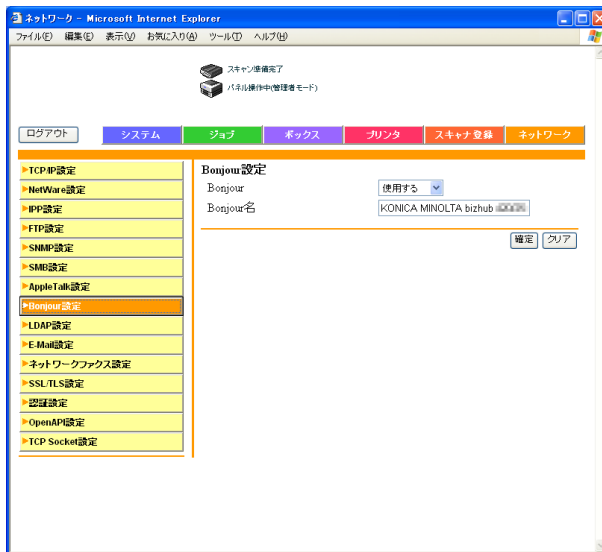 ネットワーク - Microsoft Internet Explorer
ファイル(F) 編集(E) 表示(V) お気に入り(A) ツール(T) ヘルプ(H)
スキャン準備完了
パネル操作中(管理者モード)
ログアウト システム ジョブ ボックス プリンタ スキャナ登録 ネットワーク
TCP/IP設定
NetWare設定
IPP設定
FTP設定
SNMP設定
SMB設定
AppleTalk設定
Bonjour設定
LDAP設定
E-Mail設定
ネットワークファクス設定
SSL/TLS設定
認証設定
OpenAPI設定
TCP Socket設定
Bonjour設定
Bonjour 使用する
Bonjour名 KONICA MINOLTA bizhub
確定 クリア